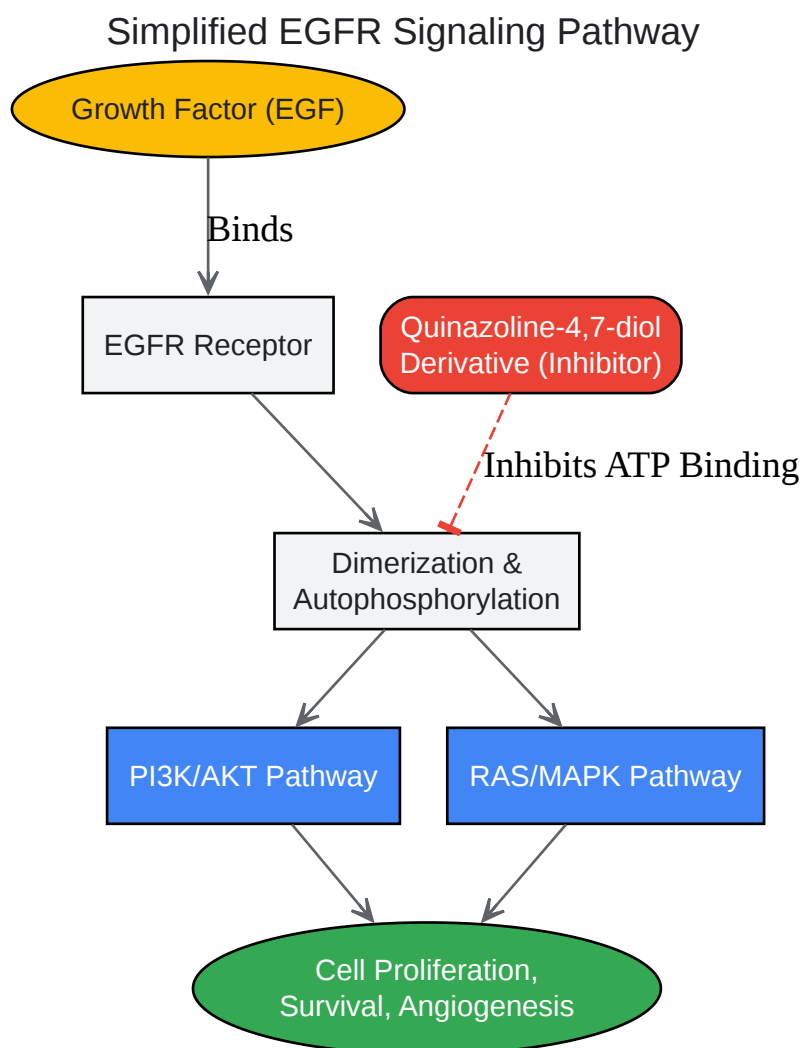 Simplified EGFR Signaling Pathway
Growth Factor (EGF)
Binds
EGFR Receptor
Quinazoline-4,7-diol
Derivative (Inhibitor)
Inhibits ATP Binding
Dimerization &
Autophosphorylation
PI3K/AKT Pathway
RAS/MAPK Pathway
Cell Proliferation,
Survival, Angiogenesis